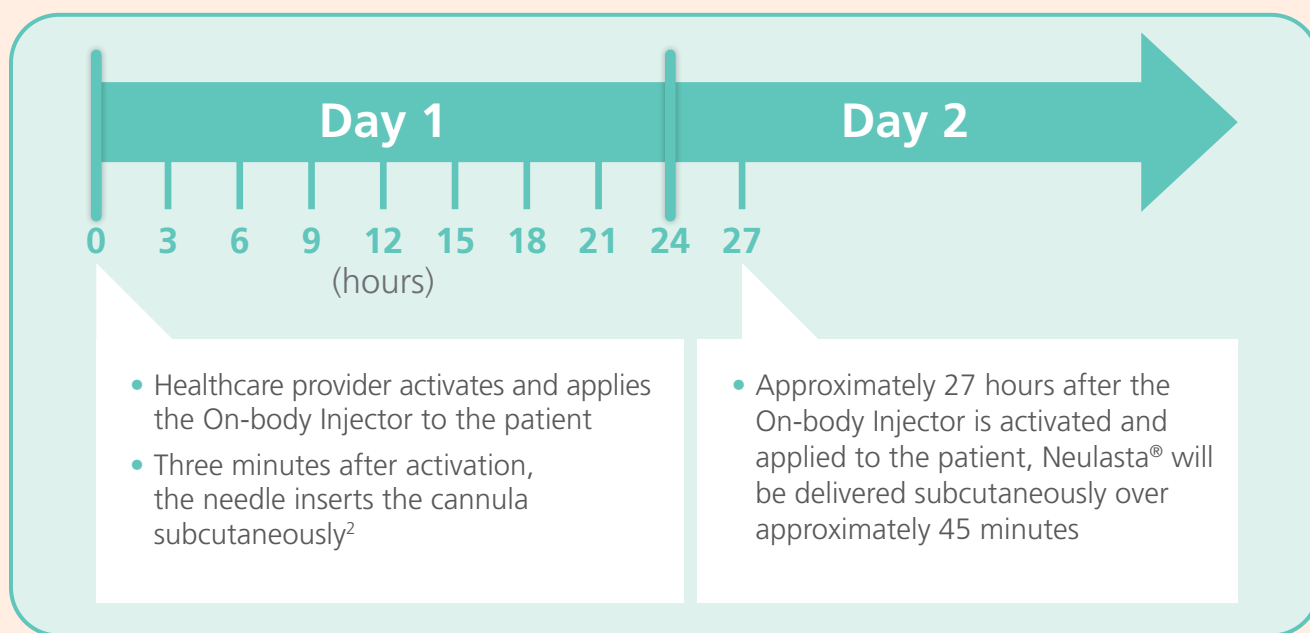 Day 1
Day 2
0 3 6 9 12 15 18 21 24 27
(hours)
• Healthcare provider activates and applies
the On-body Injector to the patient
• Three minutes after activation,
the needle inserts the cannula
subcutaneously²
• Approximately 27 hours after the
On-body Injector is activated and
applied to the patient, Neulasta® will
be delivered subcutaneously over
approximately 45 minutes